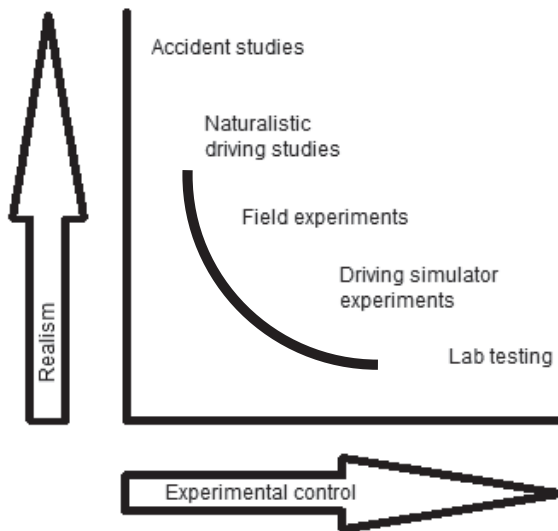 Accident studies
Naturalistic
driving studies
Field experiments
Driving simulator
experiments
Lab testing
Realism
Experimental control